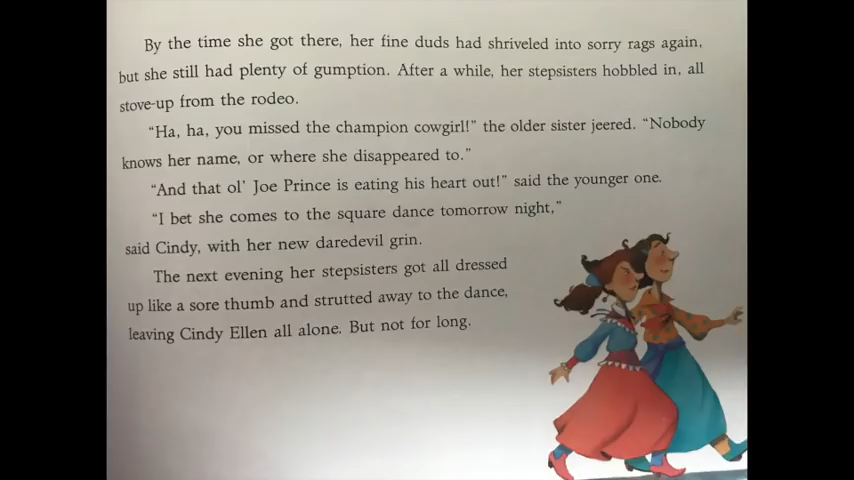 By the time she got there, her fine duds had shriveled into sorry rags again,
but she still had plenty of gumption. After a while, her stepsisters hobbled in, all
stove-up from the rodeo.
“Ha, ha, you missed the champion cowgirl!” the older sister jeered. “Nobody
knows her name, or where she disappeared to.”
“And that ol’ Joe Prince is eating his heart out!” said the younger one.
“I bet she comes to the square dance tomorrow night,”
said Cindy, with her new daredevil grin.
The next evening her stepsisters got all dressed
up like a sore thumb and strutted away to the dance,
leaving Cindy Ellen all alone. But not for long.